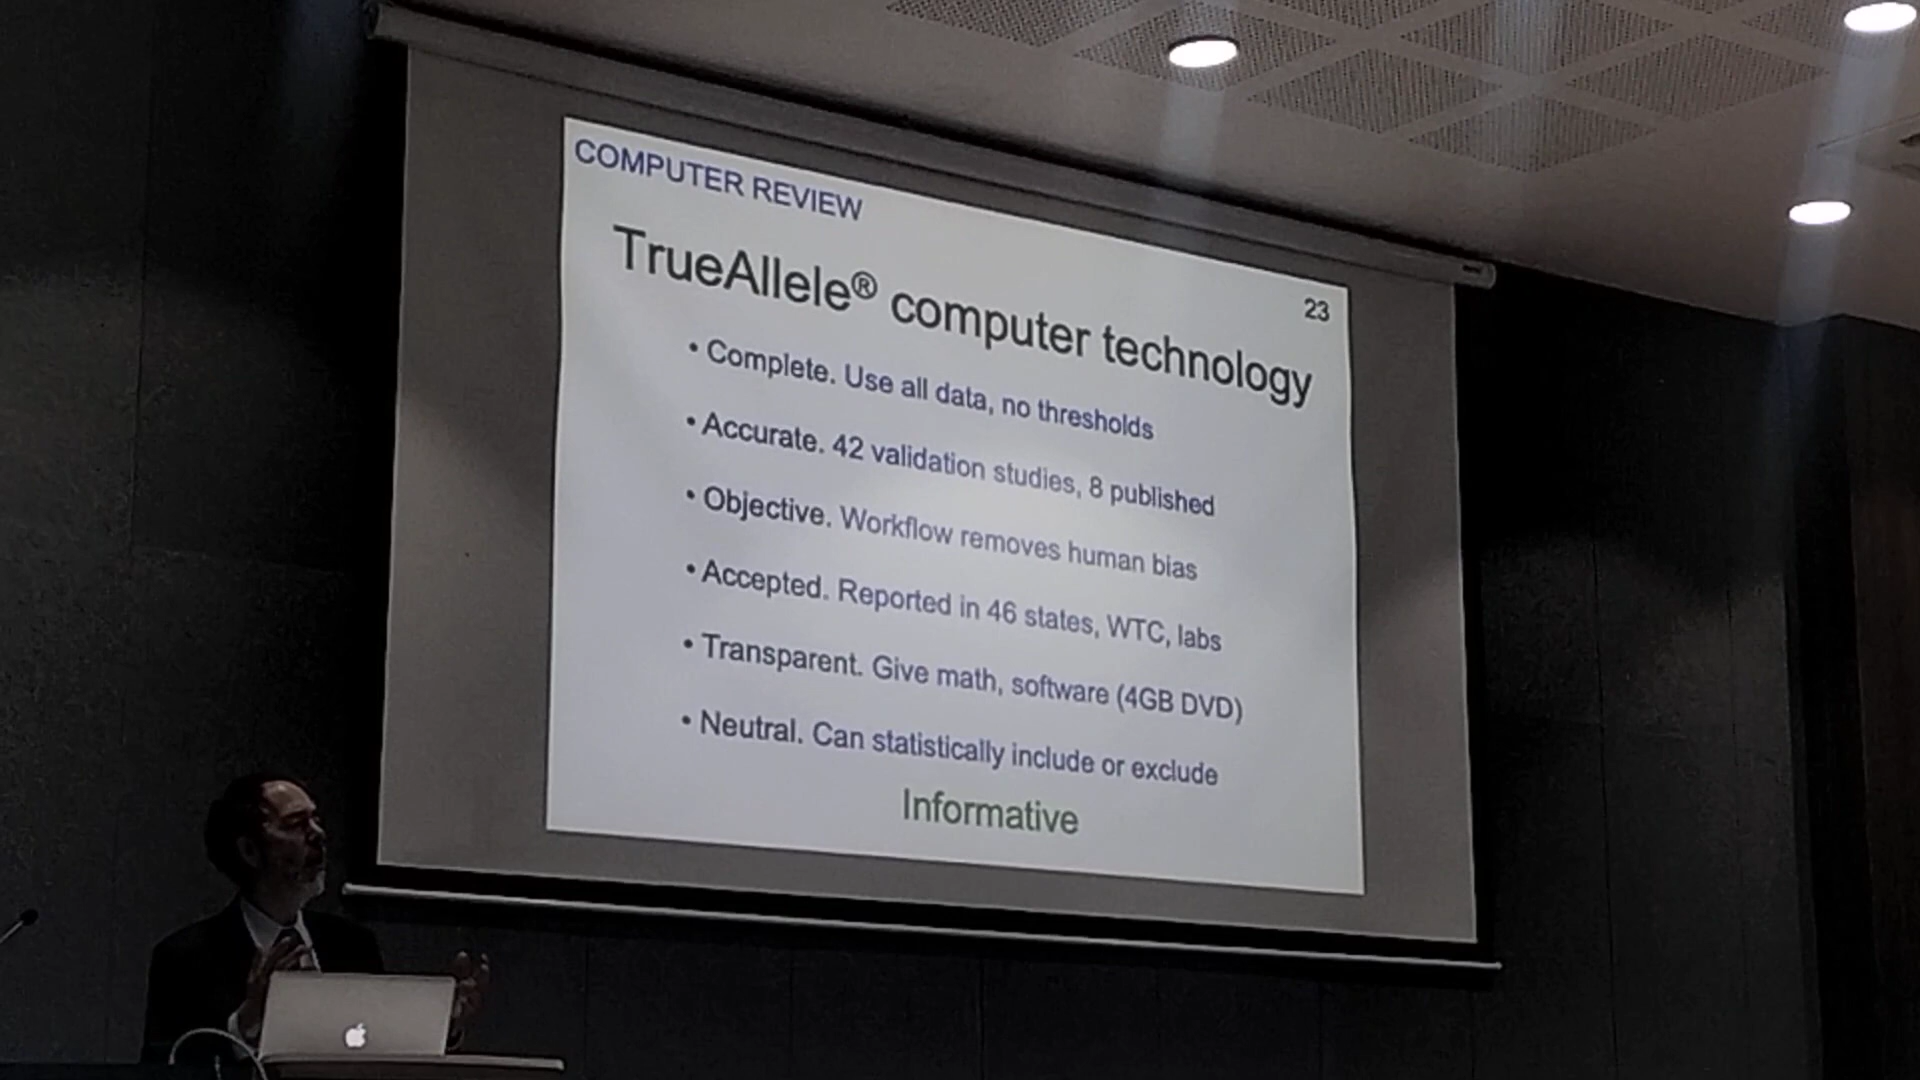 COMPUTER REVIEW
23
TrueAllele® computer technology
• Complete. Use all data, no thresholds
• Accurate. 42 validation studies, 8 published
• Objective. Workflow removes human bias
• Accepted. Reported in 46 states, WTC, labs
• Transparent. Give math, software (4GB DVD)
• Neutral. Can statistically include or exclude
Informative